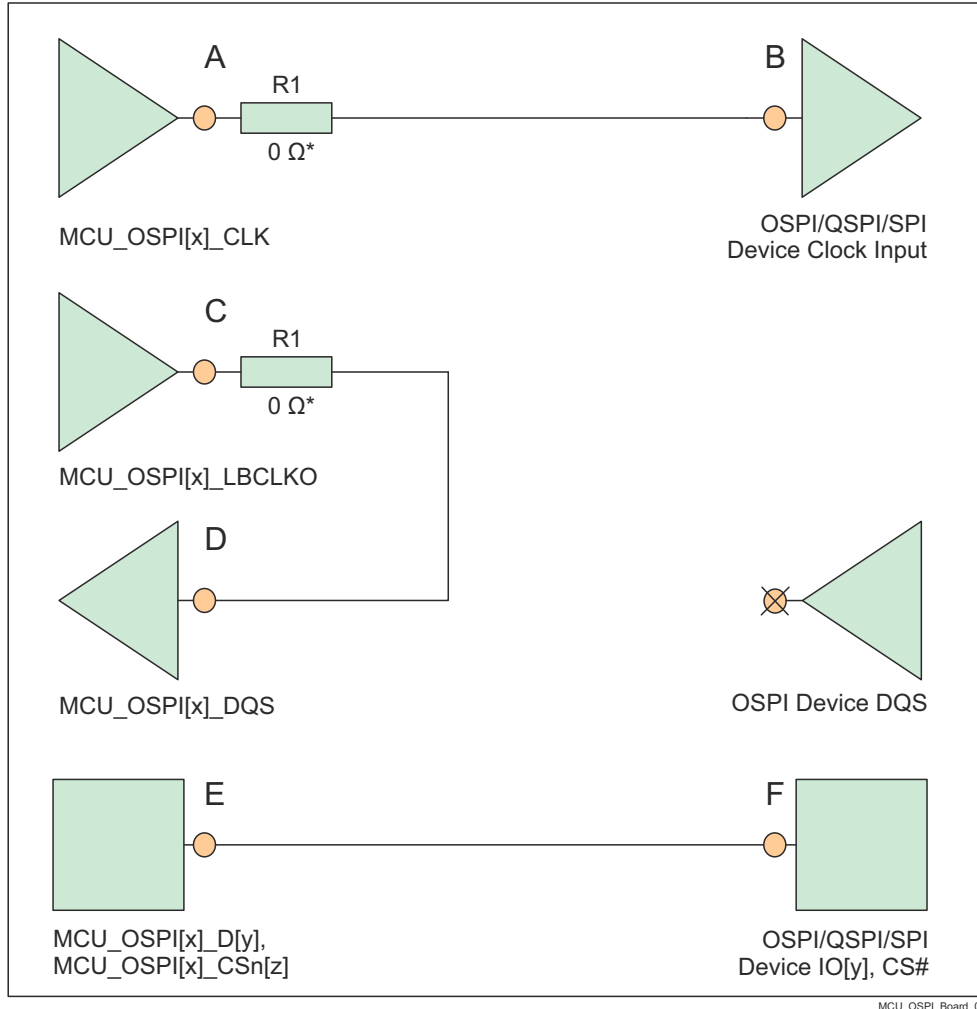 A
R1
0 Ω*
MCU_OSPI[x]_CLK
B
OSPI/QSPI/SPI
Device Clock Input
C
R1
0 Ω*
MCU_OSPI[x]_LBCLKO
D
MCU_OSPI[x]_DQS
OSPI Device DQS
E
MCU_OSPI[x]_D[y],
MCU_OSPI[x]_CSn[z]
F
OSPI/QSPI/SPI
Device IO[y], CS#
MCU_OSPI_Board_0